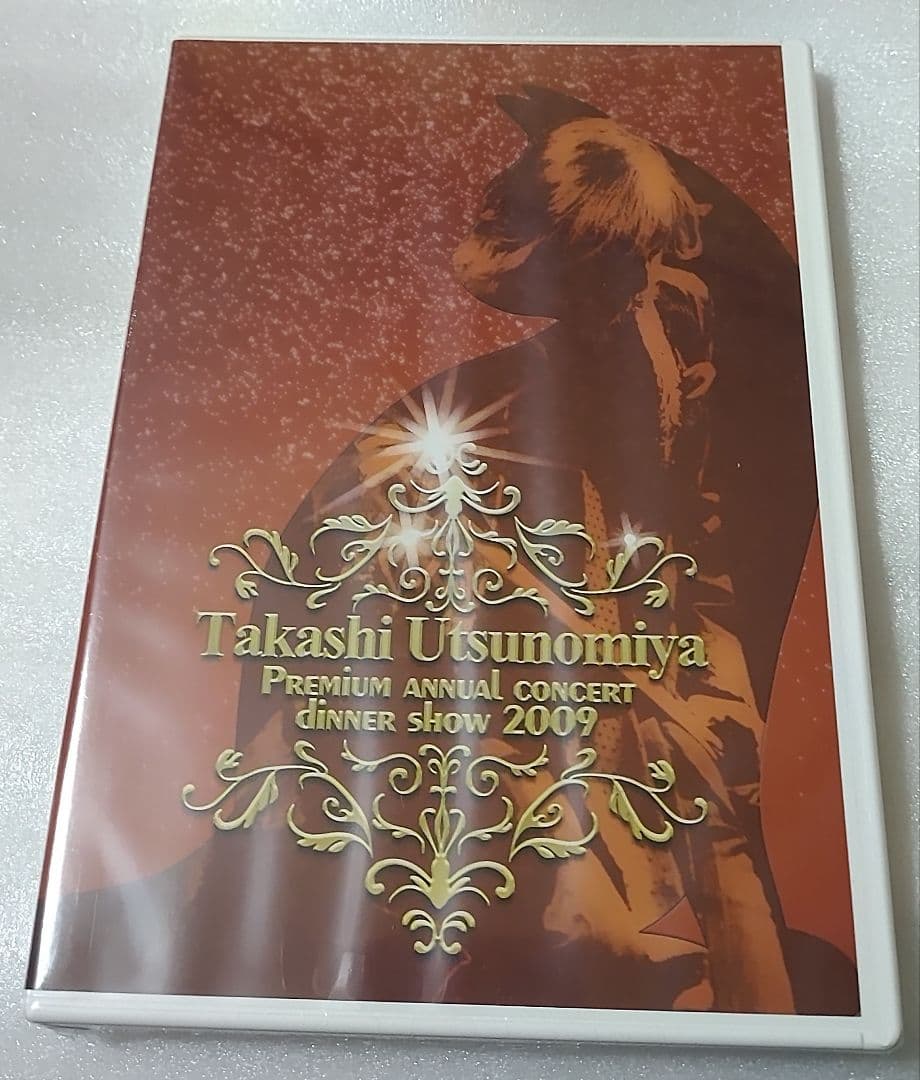 Takashi Utsunomiya
PREMiUM ANNUAL CONCERT
diNNER show 2009